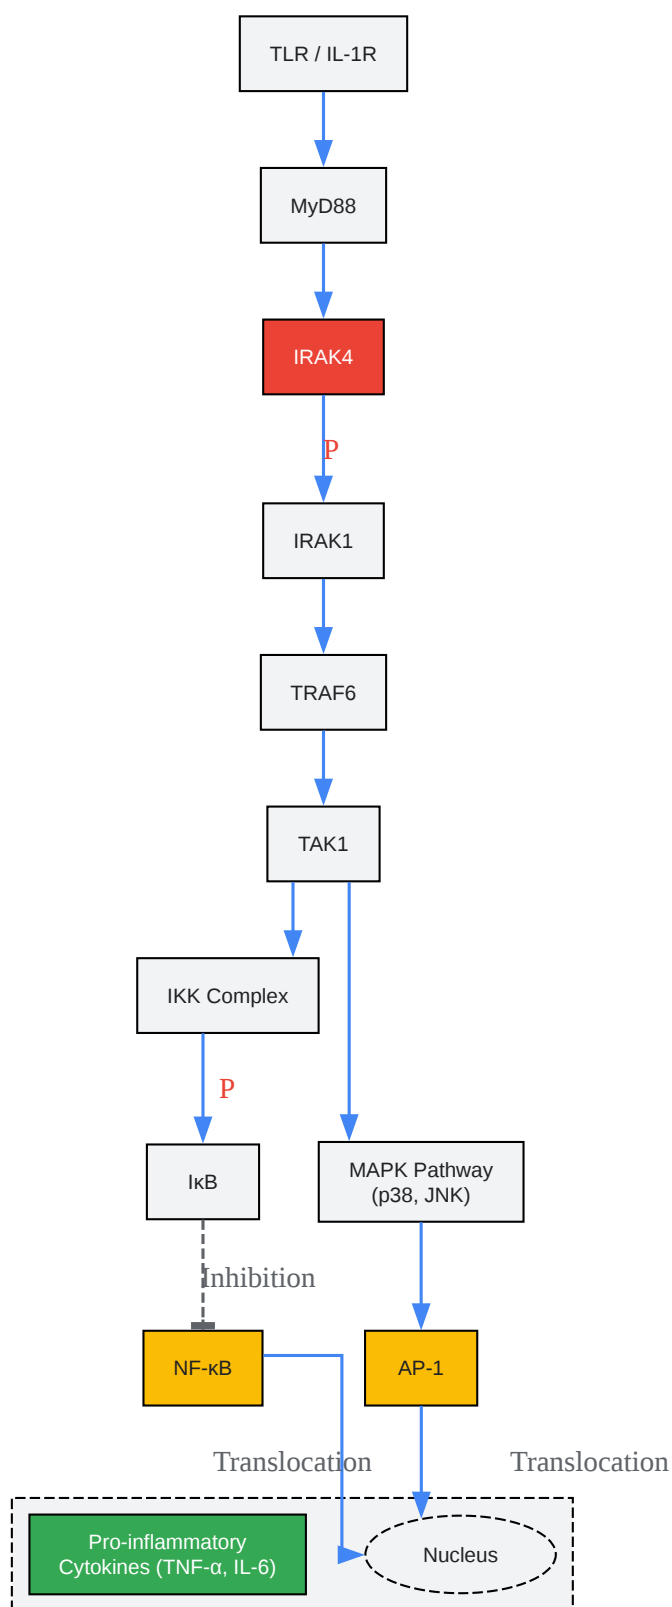 TLR / IL-1R
MyD88
IRAK4
P
IRAK1
TRAF6
TAK1
IKK Complex
P
IκB
MAPK Pathway
(p38, JNK)
Inhibition
NF-κB
AP-1
Translocation
Translocation
Pro-inflammatory
Cytokines (TNF-α, IL-6)
Nucleus